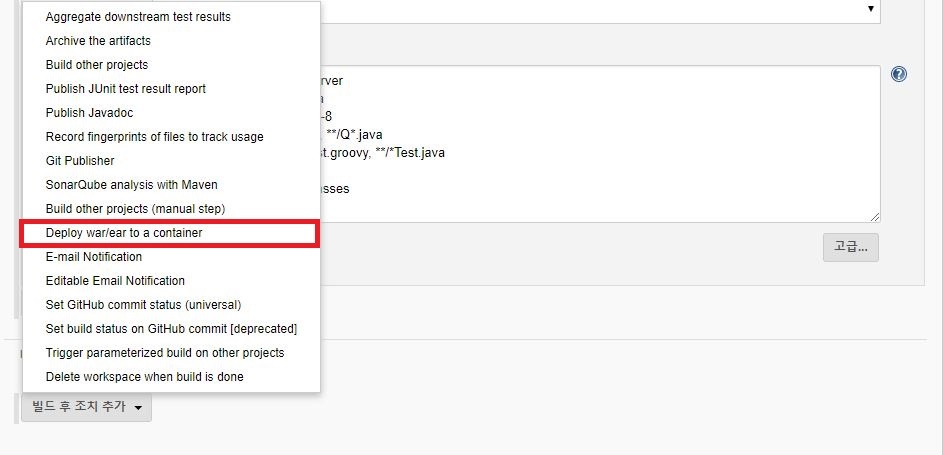 Aggregate downstream test results
Archive the artifacts
Build other projects
Publish JUnit test result report
Publish Javadoc
Record fingerprints of files to track usage
Git Publisher
SonarQube analysis with Maven
Build other projects (manual step)
Deploy war/ear to a container
E-mail Notification
Editable Email Notification
Set GitHub commit status (universal)
Set build status on GitHub commit [deprecated]
Trigger parameterized build on other projects
Delete workspace when build is done
-8
, **/Q*.java
t.groovy, **/*Test.java
고급...
빌드 후 조치 추가